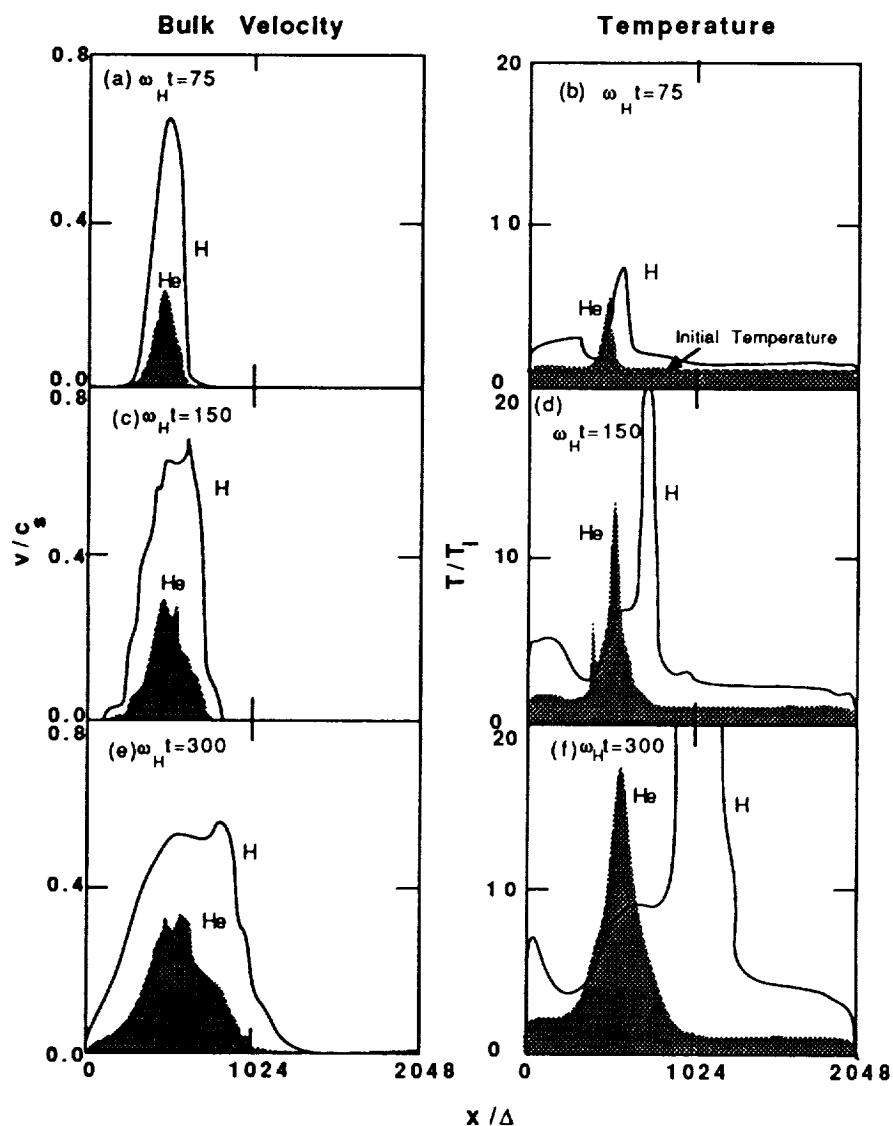 Bulk Velocity
Temperature
0.8
(a) ω_H t=75
H
He
0.4
0.0
20
(b) ω_H t=75
10
H
He
Initial Temperature
0
0.8
(c) ω_H t=150
H
He
v/c_s
0.4
0.0
20
(d)
ω_H t=150
H
He
T/T_i
10
0
0.8
(e) ω_H t=300
H
He
0.4
0.0
0
1024
2048
20
(f) ω_H t=300
He
H
10
0
0
1024
2048
x/Δ